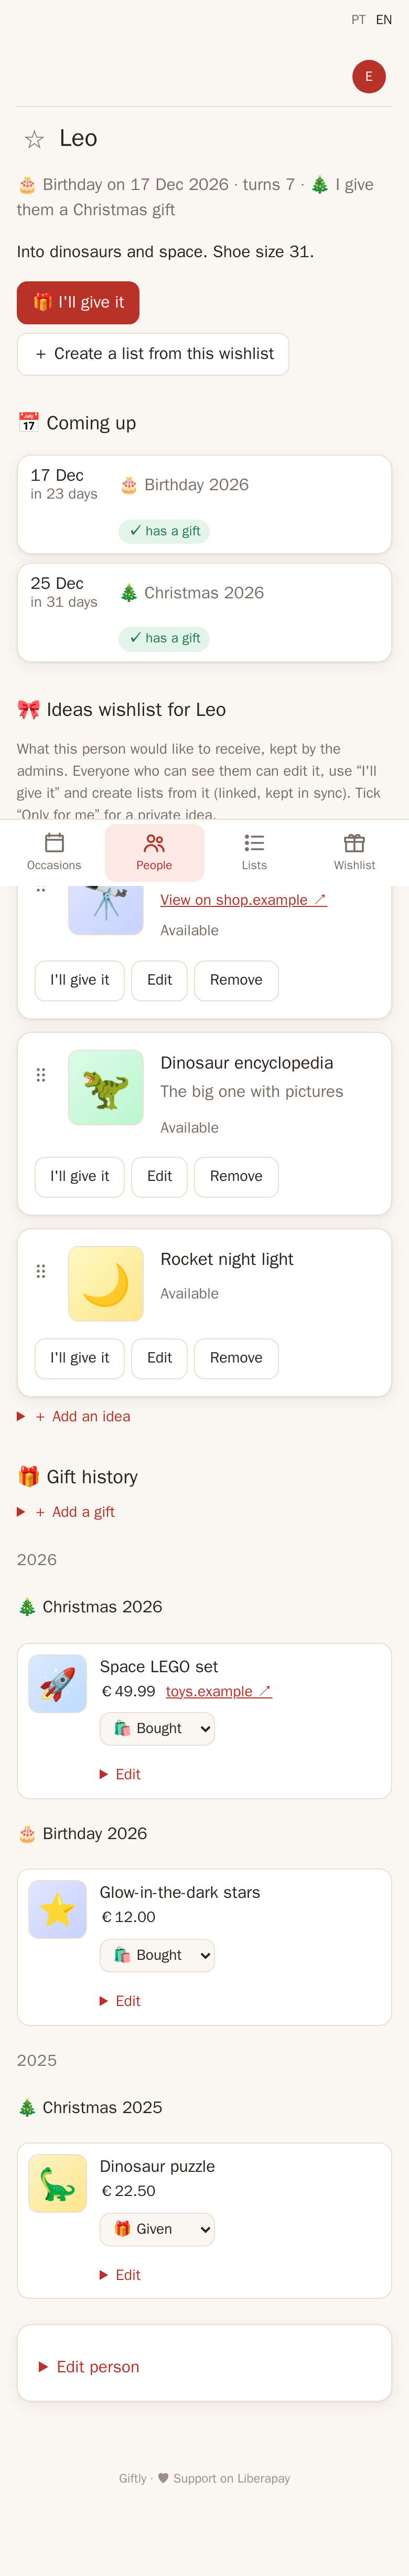 PT EN
E
☆ Leo
🎂 Birthday on 17 Dec 2026 · turns 7 · 🎄 I give
them a Christmas gift
Into dinosaurs and space. Shoe size 31.
🎁 I'll give it
+ Create a list from this wishlist
📅 Coming up
17 Dec
in 23 days
🎂 Birthday 2026
✓ has a gift
25 Dec
in 31 days
🎄 Christmas 2026
✓ has a gift
🎀 Ideas wishlist for Leo
What this person would like to receive, kept by the
admins. Everyone who can see them can edit it, use “I'll
give it” and create lists from it (linked, kept in sync). Tick
“Only for me” for a private idea.
Occasions People Lists Wishlist
View on shop.example ↗
Available
I'll give it Edit Remove
Dinosaur encyclopedia
The big one with pictures
Available
I'll give it Edit Remove
Rocket night light
Available
I'll give it Edit Remove
▶ + Add an idea
🎁 Gift history
▶ + Add a gift
2026
🎄 Christmas 2026
Space LEGO set
€ 49.99 toys.example ↗
🛍️ Bought
▶ Edit
🎂 Birthday 2026
Glow-in-the-dark stars
€ 12.00
🛍️ Bought
▶ Edit
2025
🎄 Christmas 2025
Dinosaur puzzle
€ 22.50
🎁 Given
▶ Edit
▶ Edit person
Giftly · ♥ Support on Liberapay